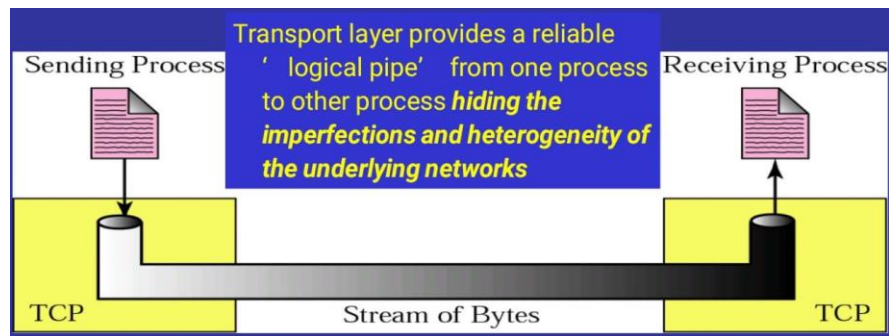 Transport layer provides a reliable
‘ logical pipe’ from one process
to other process hiding the
imperfections and heterogeneity of
the underlying networks
Sending Process
Receiving Process
TCP
Stream of Bytes
TCP